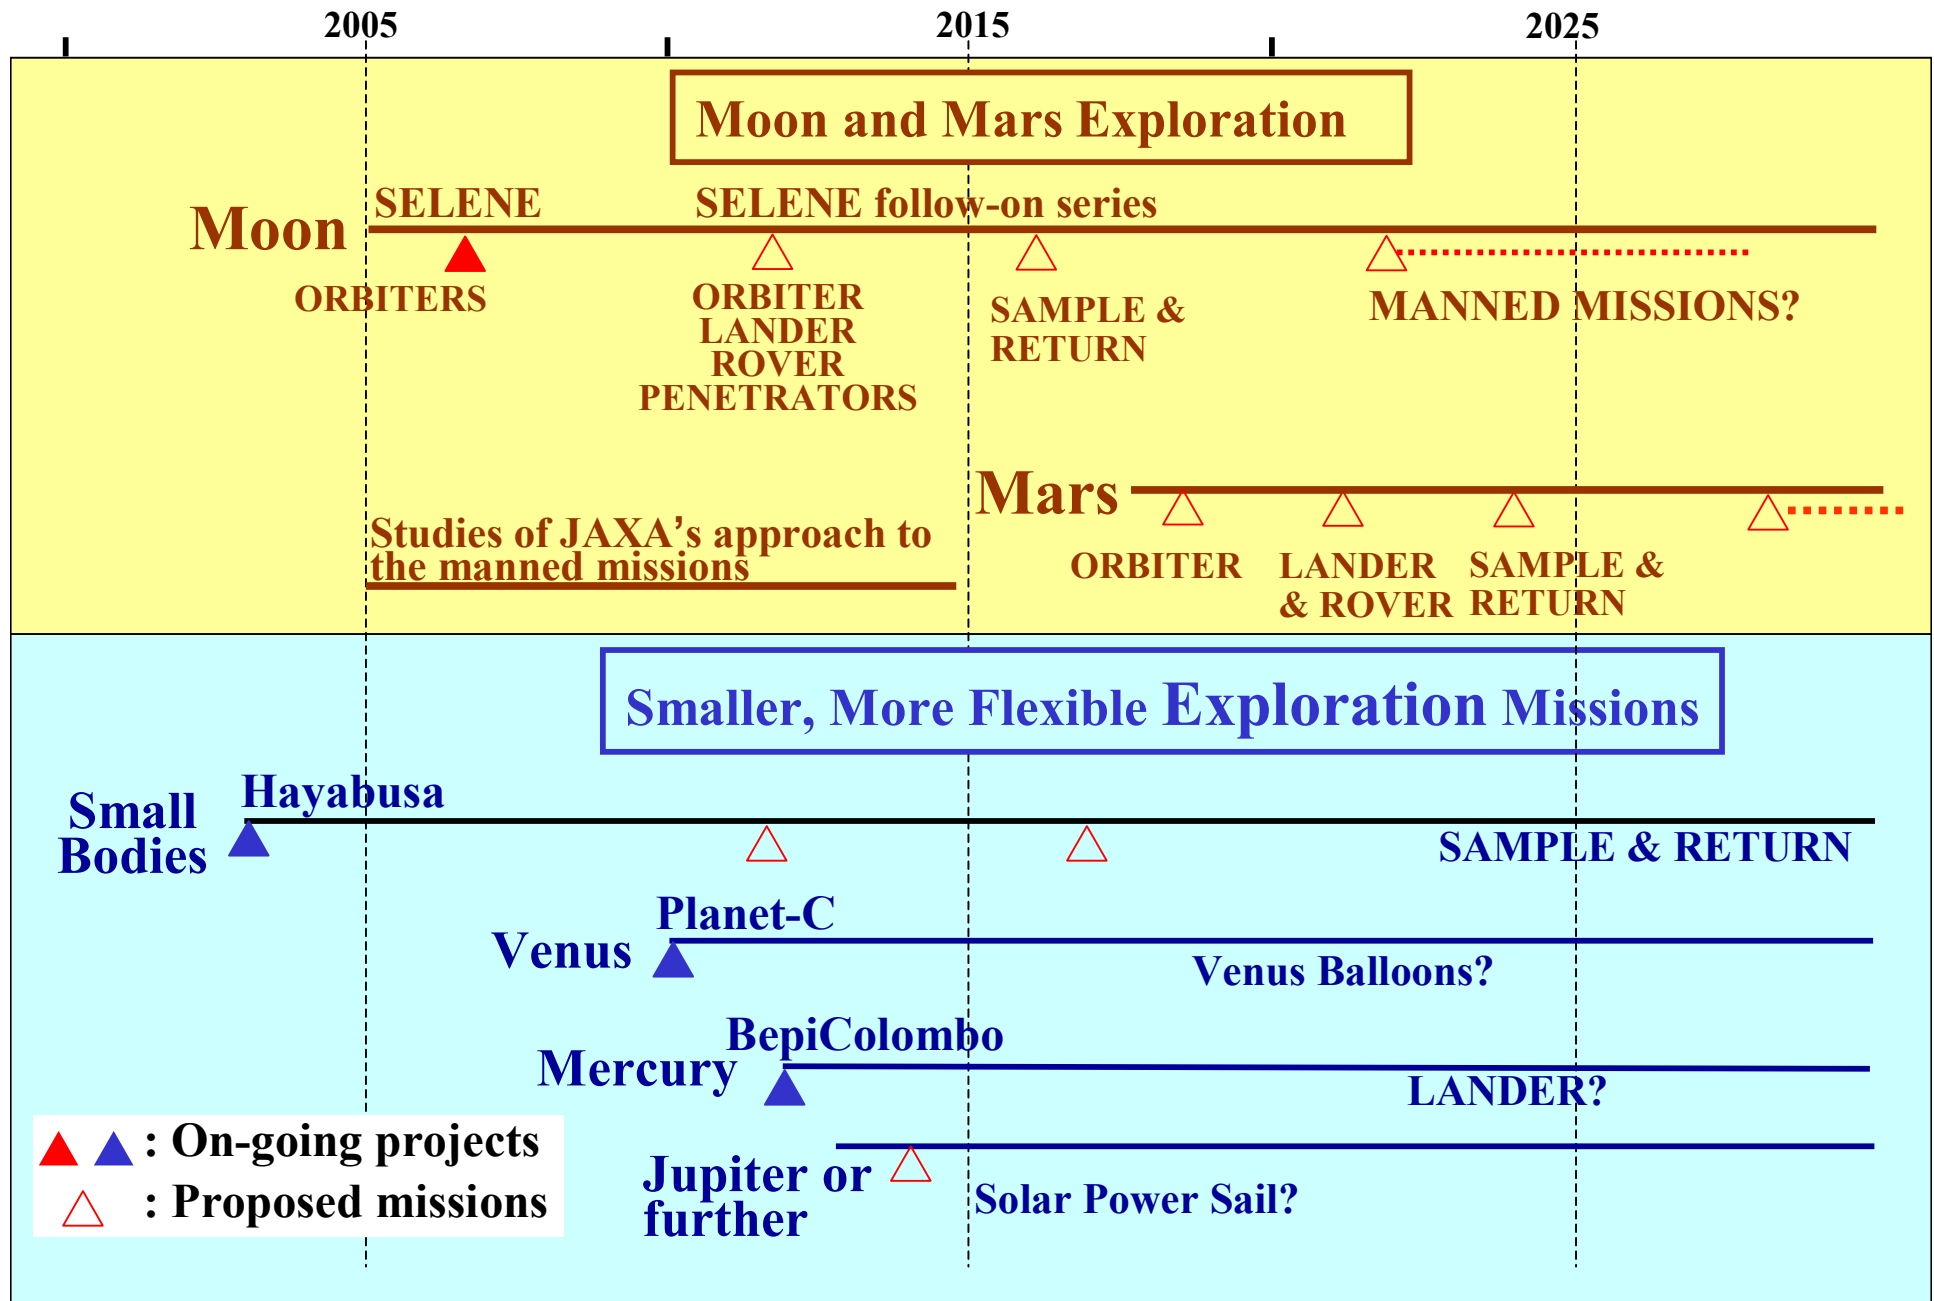 2005 2015 2025
Moon and Mars Exploration
SELENE
SELENE follow-on series
Moon
ORBITERS
ORBITER
LANDER
ROVER
PENETRATORS
SAMPLE &
RETURN
MANNED MISSIONS?
Mars
Studies of JAXA’s approach to
the manned missions
ORBITER
LANDER
& ROVER
SAMPLE &
RETURN
Smaller, More Flexible Exploration Missions
Hayabusa
Small
Bodies
SAMPLE & RETURN
Planet-C
Venus
Venus Balloons?
BepiColombo
Mercury
LANDER?
Jupiter or
further
Solar Power Sail?
: On-going projects
: Proposed missions